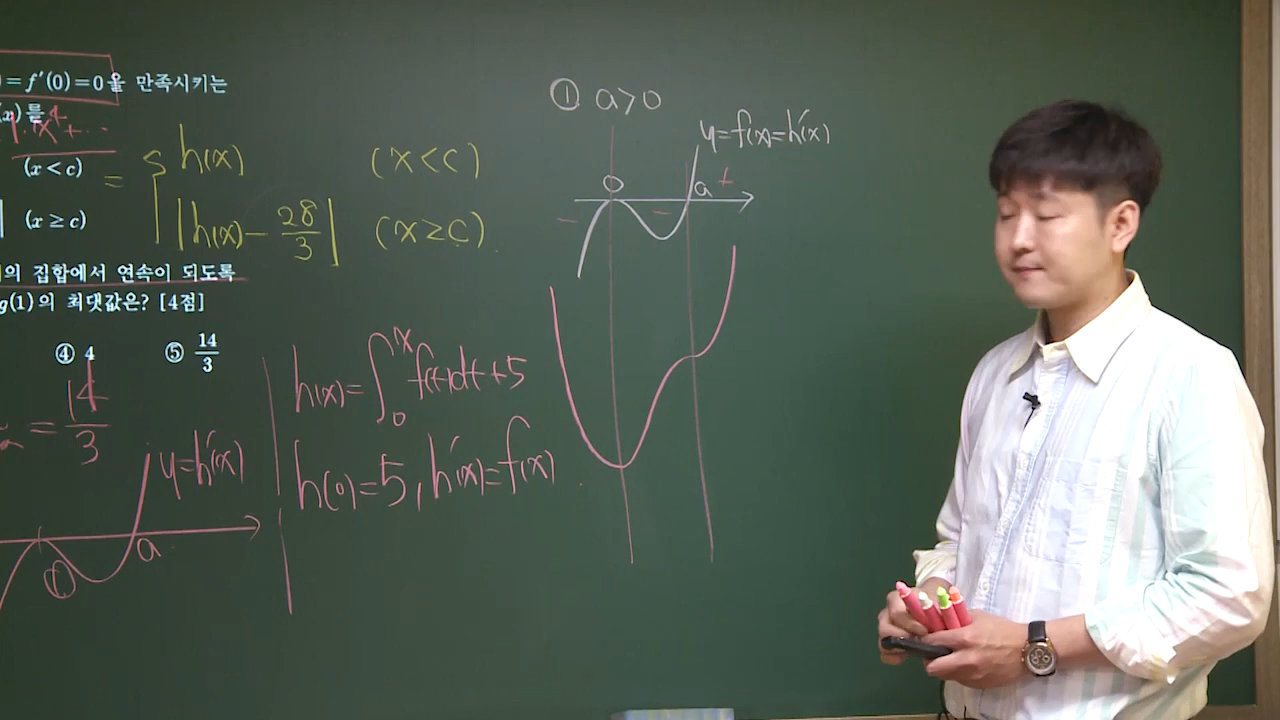 =f′(0)=0을 만족시키는
(x)를
x⁴+...
(x<c)
(x≥c)
의 집합에서 연속이 되도록
g(1)의 최댓값은? [4점]
④ 4
⑤ 14/3
= 14/3
y=h′(x)
a
= { h(x) (x<c)
|h(x)-28/3| (x≥c).
h(x)=∫₀ˣ f(t)dt+5
h(0)=5, h′(x)=f(x).
① a>0
y=f(x)=h′(x)
0 a +
− −